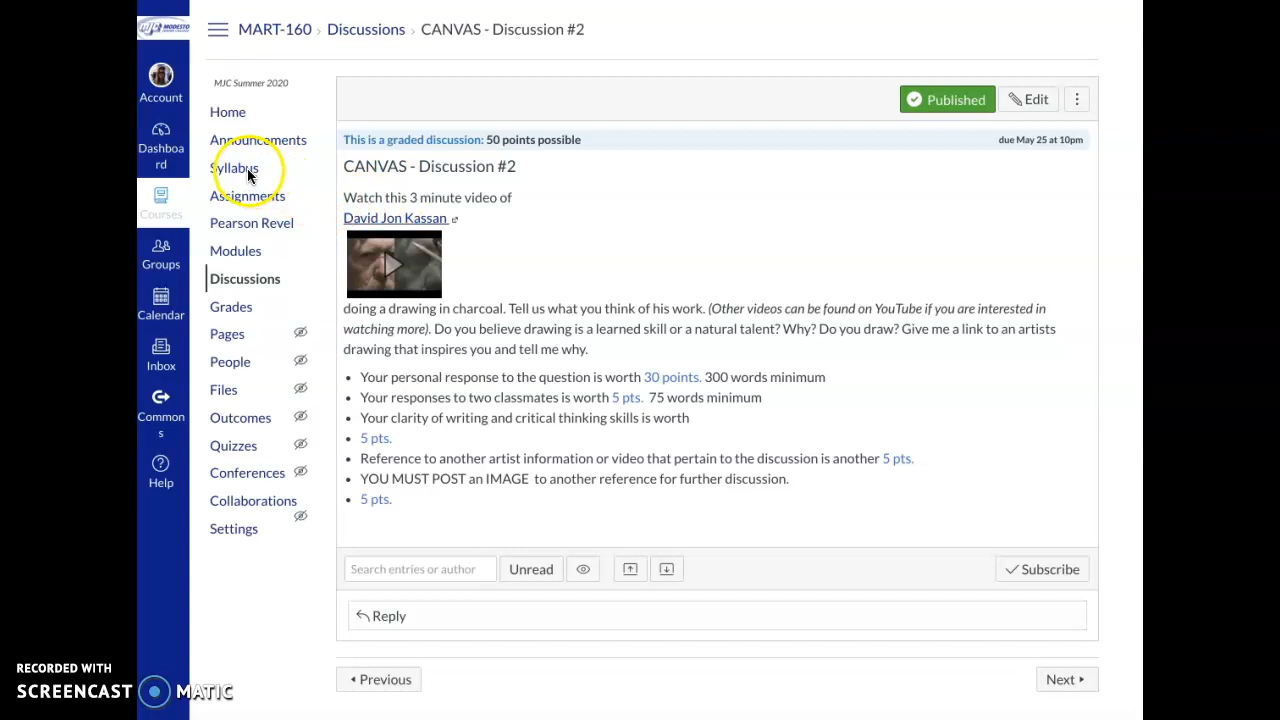 MJC MODESTO
Account
Dashboa
rd
Courses
Groups
Calendar
Inbox
Common
s
Help
MART-160 › Discussions › CANVAS - Discussion #2
MJC Summer 2020
Home
Announcements
Syllabus
Assignments
Pearson Revel
Modules
Discussions
Grades
Pages
People
Files
Outcomes
Quizzes
Conferences
Collaborations
Settings
Published
Edit
This is a graded discussion: 50 points possible
due May 25 at 10pm
CANVAS - Discussion #2
Watch this 3 minute video of
David Jon Kassan
doing a drawing in charcoal. Tell us what you think of his work. (Other videos can be found on YouTube if you are interested in
watching more). Do you believe drawing is a learned skill or a natural talent? Why? Do you draw? Give me a link to an artists
drawing that inspires you and tell me why.
• Your personal response to the question is worth 30 points. 300 words minimum
• Your responses to two classmates is worth 5 pts. 75 words minimum
• Your clarity of writing and critical thinking skills is worth
• 5 pts.
• Reference to another artist information or video that pertain to the discussion is another 5 pts.
• YOU MUST POST an IMAGE to another reference for further discussion.
• 5 pts.
Search entries or author
Unread
Subscribe
Reply
Previous
Next
RECORDED WITH
SCREENCAST MATIC